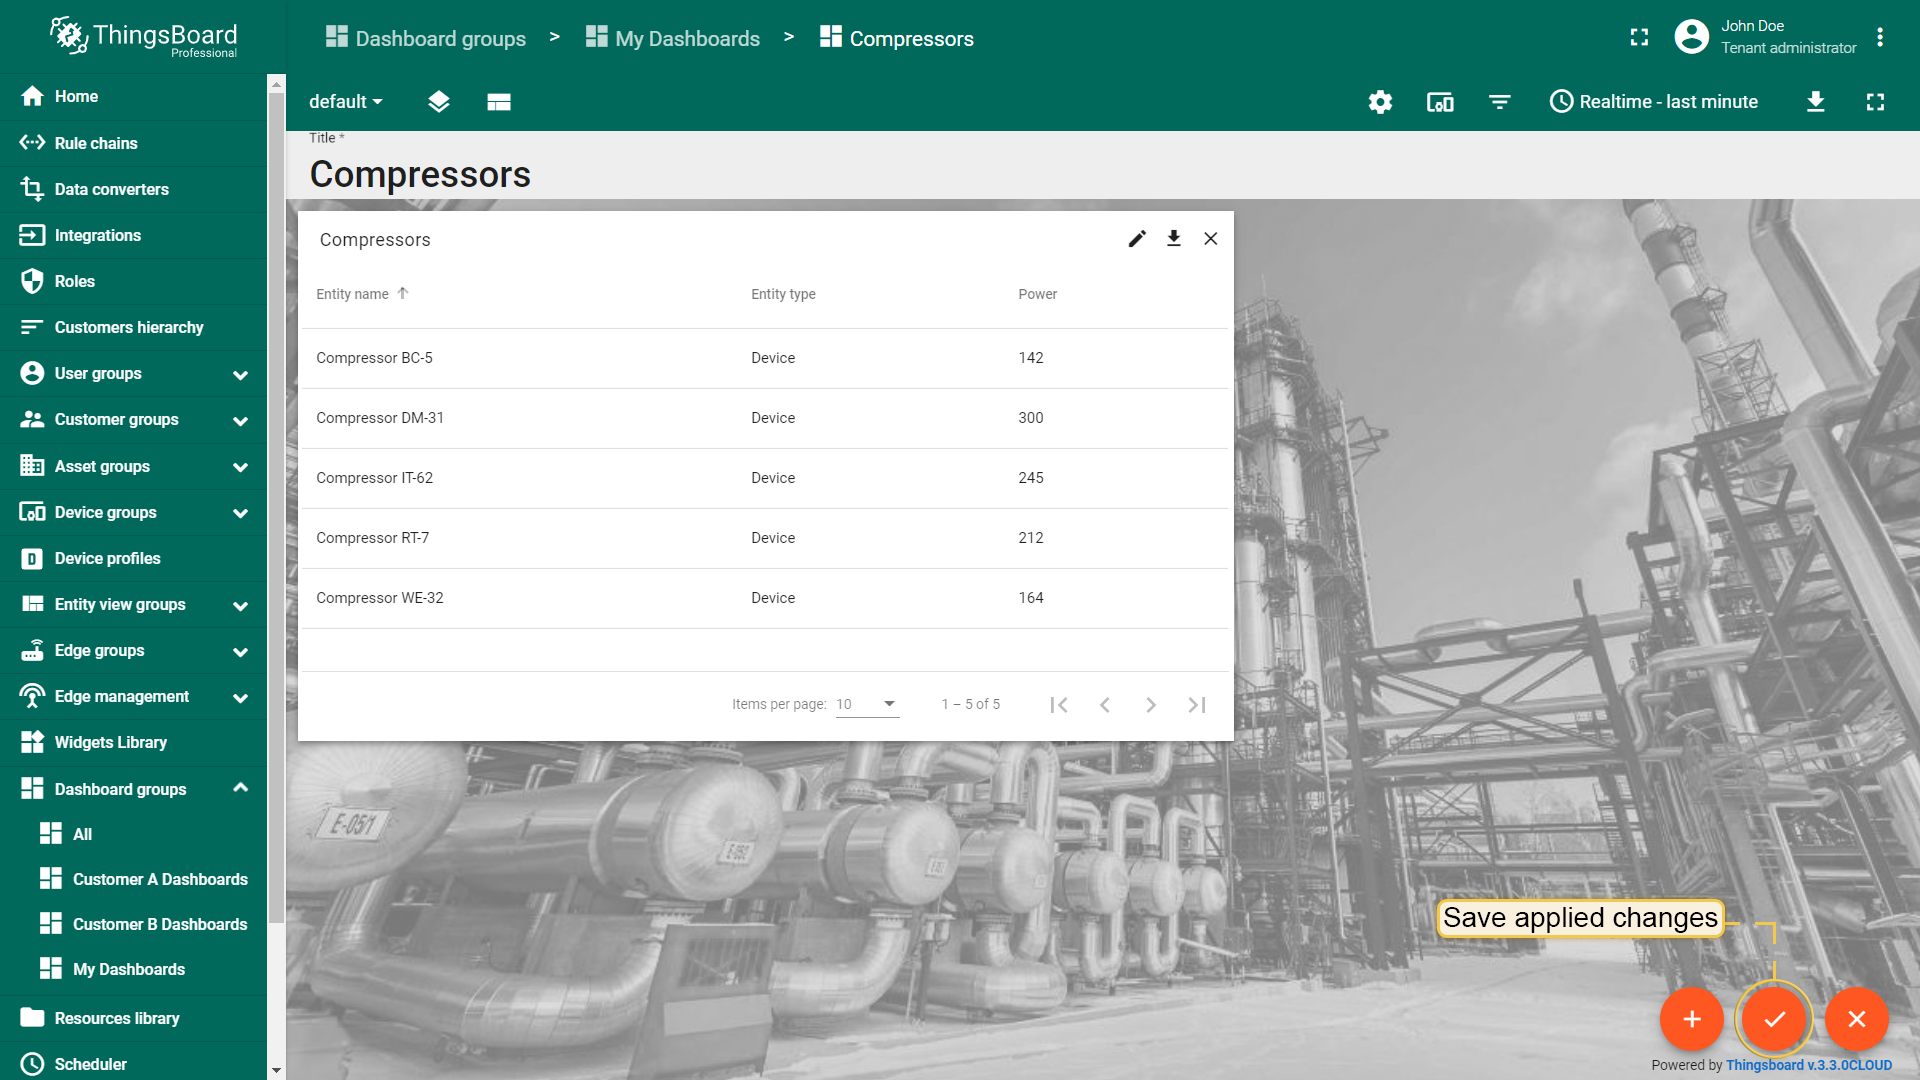 ThingsBoard
Professional
Dashboard groups > My Dashboards > Compressors
John Doe
Tenant administrator
default
Realtime - last minute
Home
Rule chains
Data converters
Integrations
Roles
Customers hierarchy
User groups
Customer groups
Asset groups
Device groups
Device profiles
Entity view groups
Edge groups
Edge management
Widgets Library
Dashboard groups
All
Customer A Dashboards
Customer B Dashboards
My Dashboards
Resources library
Scheduler
Title *
Compressors
Compressors
Entity name Entity type Power
Compressor BC-5 Device 142
Compressor DM-31 Device 300
Compressor IT-62 Device 245
Compressor RT-7 Device 212
Compressor WE-32 Device 164
Items per page: 10 1 – 5 of 5
E-05/1
Save applied changes
Powered by Thingsboard v.3.3.0CLOUD